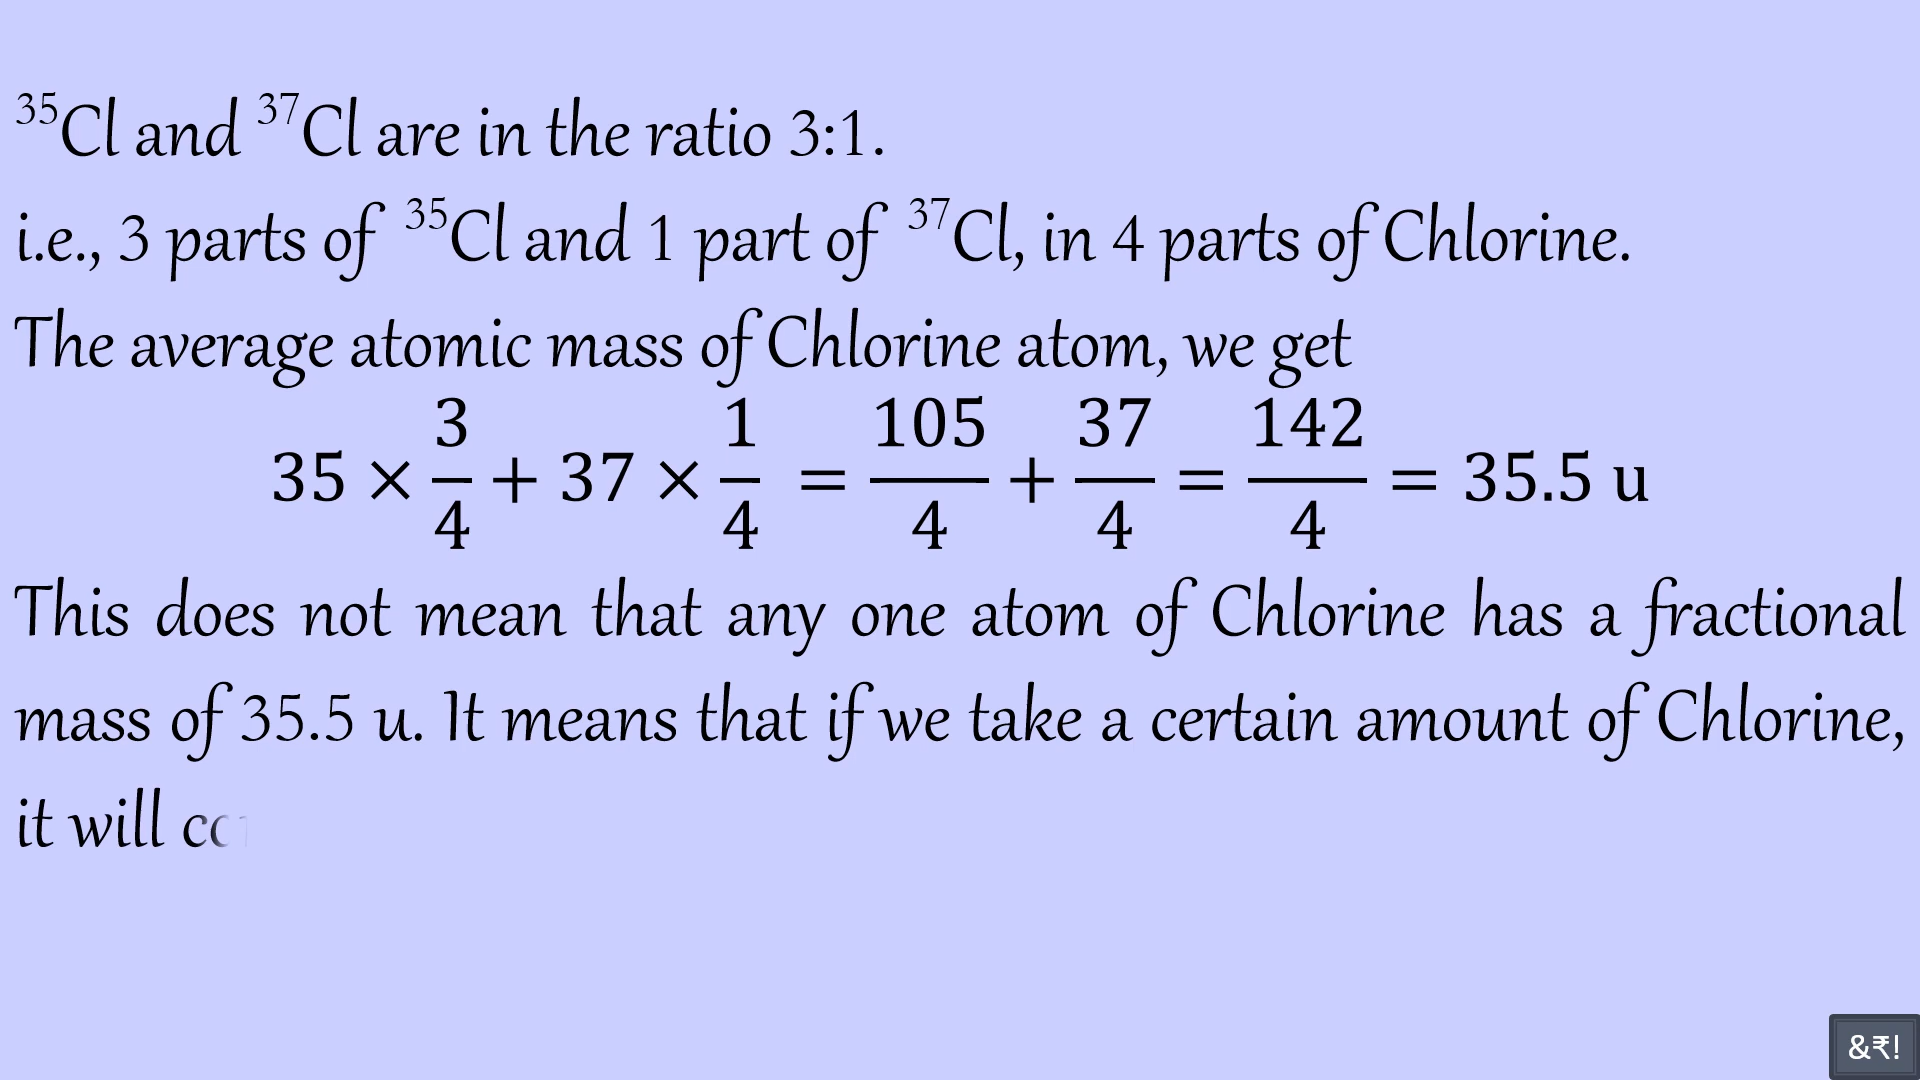 ³⁵Cl and ³⁷Cl are in the ratio 3:1.
i.e., 3 parts of ³⁵Cl and 1 part of ³⁷Cl, in 4 parts of Chlorine.
The average atomic mass of Chlorine atom, we get
35 × 3/4 + 37 × 1/4 = 105/4 + 37/4 = 142/4 = 35.5 u
This does not mean that any one atom of Chlorine has a fractional
mass of 35.5 u. It means that if we take a certain amount of Chlorine,
it will
&₹!